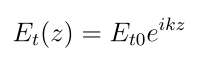 $E_t(z) = E_{t0}e^{ikz}$